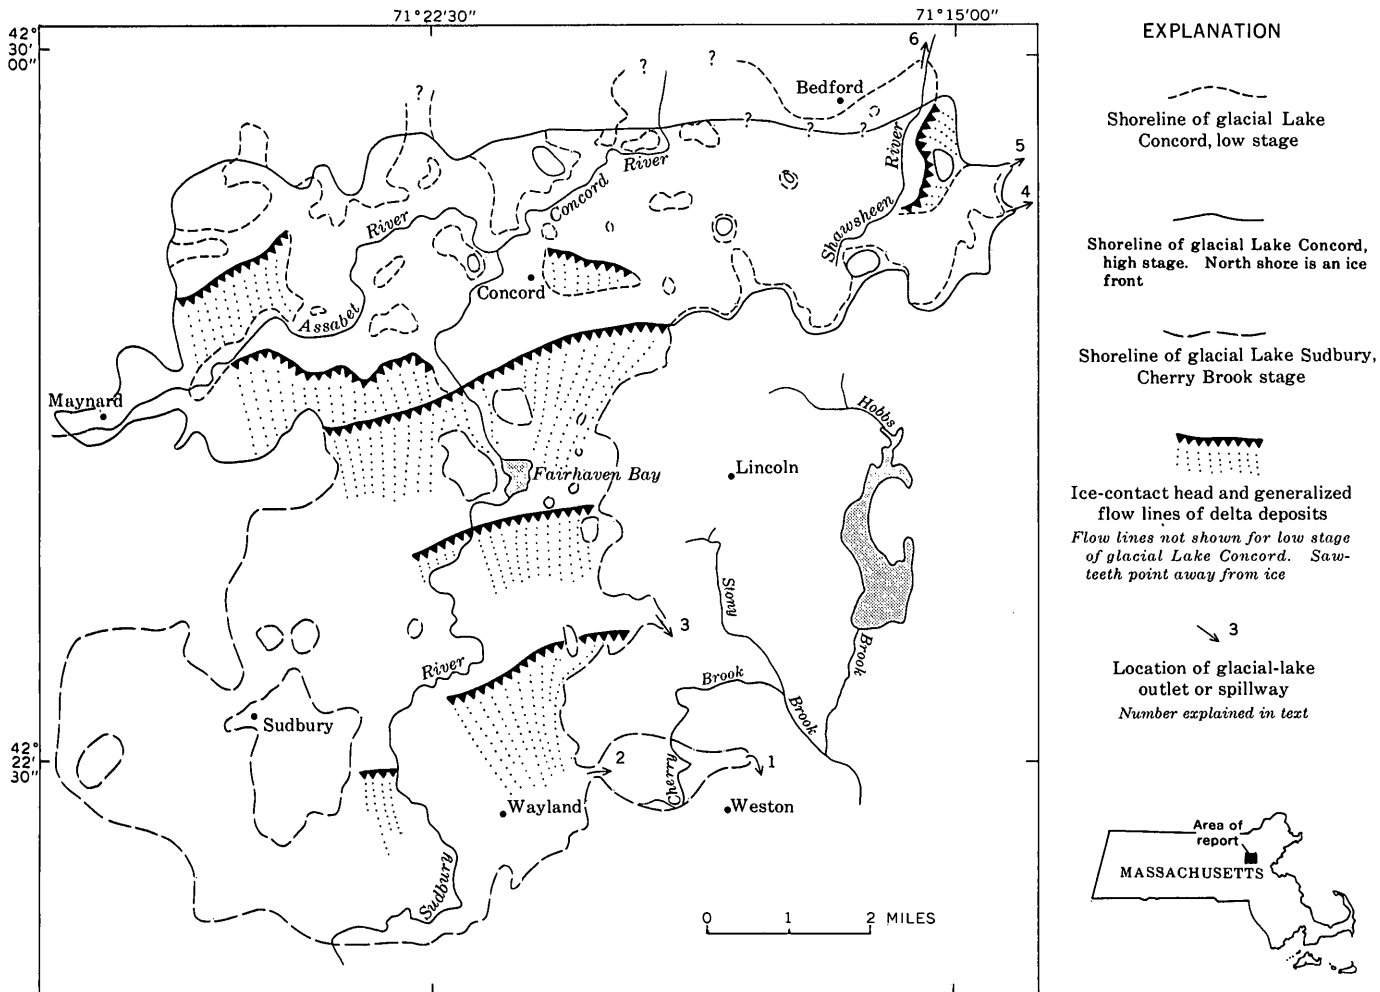 71°22'30"
71°15'00"
42°
30'
00"
EXPLANATION
6
?
?
?
Bedford
?
?
?
Shoreline of glacial Lake
Concord, low stage
River
5
River
4
Concord
River
Shawsheen
Shoreline of glacial Lake Concord,
high stage. North shore is an ice
front
Concord
Assabet
Shoreline of glacial Lake Sudbury,
Cherry Brook stage
Maynard
Hobbs
Lincoln
Fairhaven Bay
Ice-contact head and generalized
flow lines of delta deposits
Flow lines not shown for low stage
of glacial Lake Concord. Saw-
teeth point away from ice
Stony
3
3
River
Brook
Brook
Location of glacial-lake
outlet or spillway
Number explained in text
Sudbury
Brook
42°
22'
30"
2
1
Cherry
Wayland
Weston
Area of
report
MASSACHUSETTS
Sudbury
0 1 2 MILES